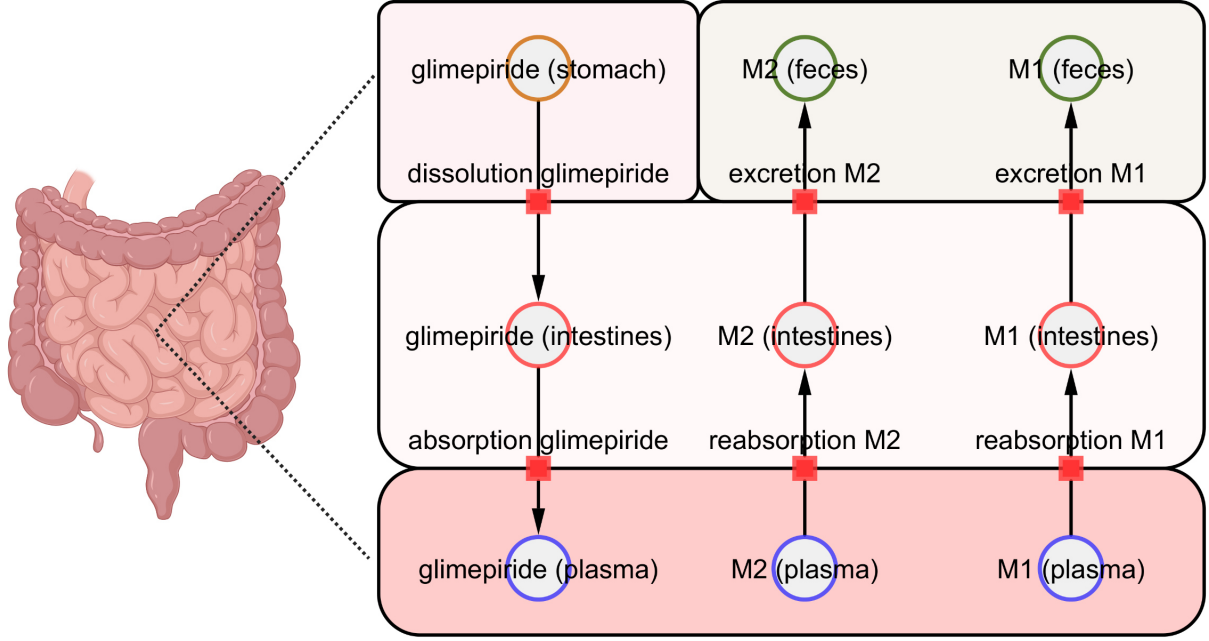 glimepiride (stomach)
M2 (feces)
M1 (feces)
dissolution glimepiride
excretion M2
excretion M1
glimepiride (intestines)
M2 (intestines)
M1 (intestines)
absorption glimepiride
reabsorption M2
reabsorption M1
glimepiride (plasma)
M2 (plasma)
M1 (plasma)